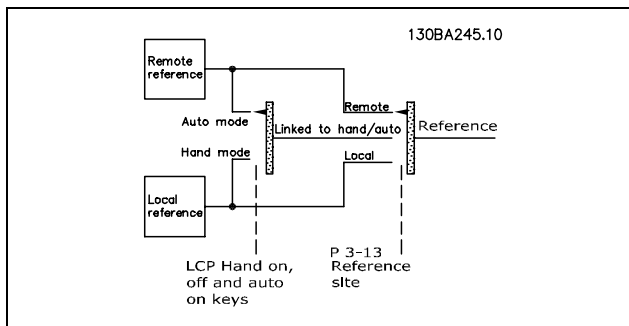 130BA245.10
Remote
reference
Auto mode
Hand mode
Local
reference
Remote
Linked to hand/auto
Local
Reference
LCP Hand on,
off and auto
on keys
P 3-13
Reference
site